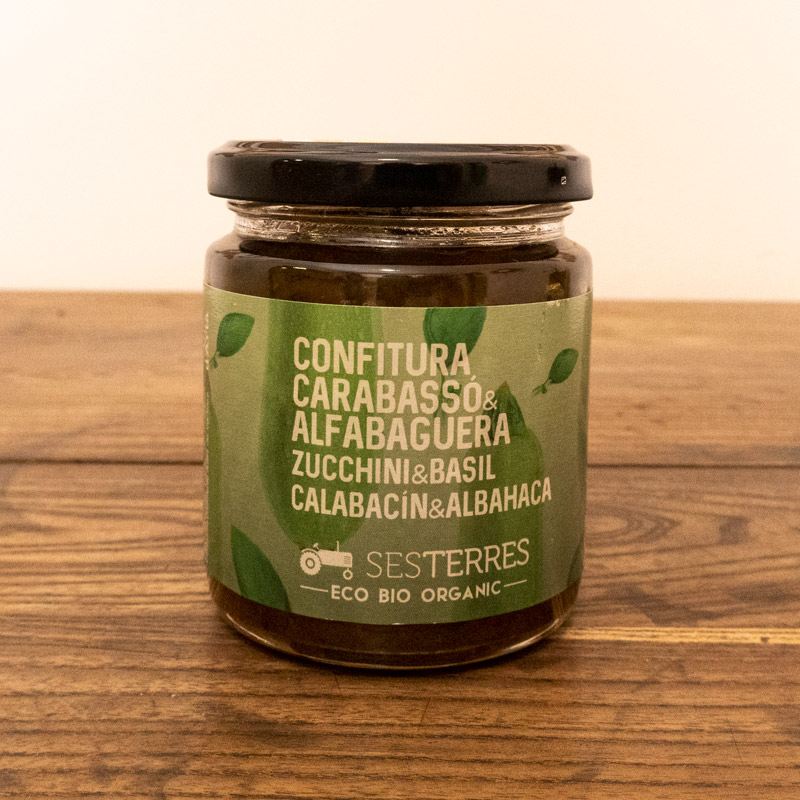 CONFITURA
CARABASSÓ&
ALFABAGUERA
ZUCCHINI&BASIL
CALABACÍN&ALBAHACA
SESTERRES
ECO BIO ORGANIC